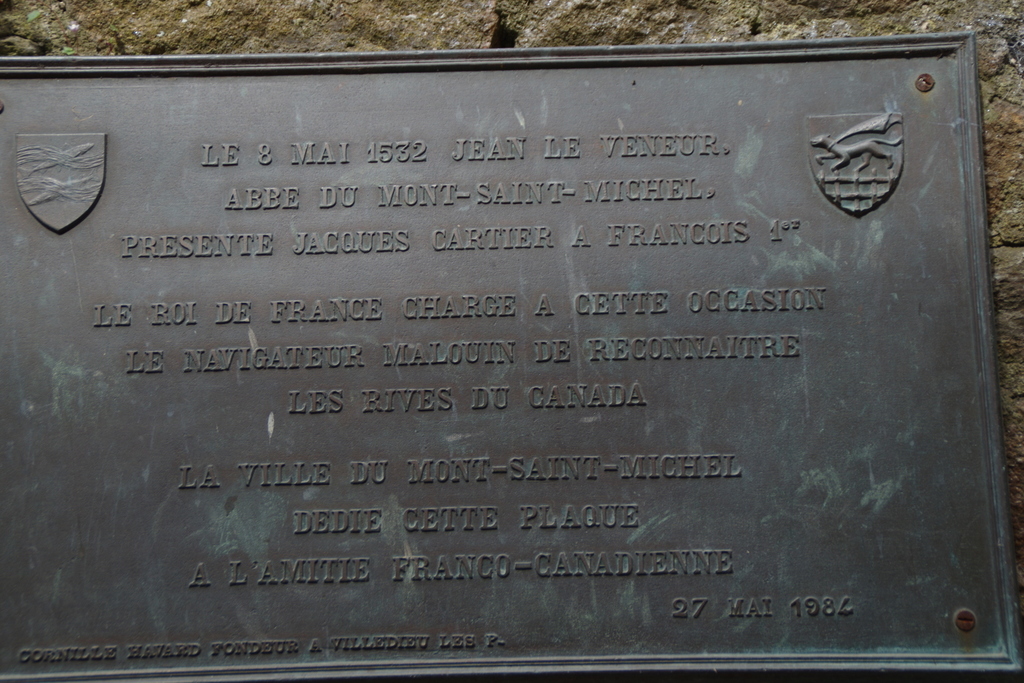 LE 8 MAI 1532 JEAN LE VENEUR.
ABBE DU MONT-SAINT-MICHEL,
PRESENTE JACQUES CARTIER A FRANCOIS 1er
LE ROI DE FRANCE CHARGE A CETTE OCCASION
LE NAVIGATEUR MALOUIN DE RECONNAITRE
LES RIVES DU CANADA
LA VILLE DU MONT-SAINT-MICHEL
DEDIE CETTE PLAQUE
A L'AMITIE FRANCO-CANADIENNE
27 MAI 1984
CORNILLE HAVARD FONDEUR A VILLEDIEU LES P-